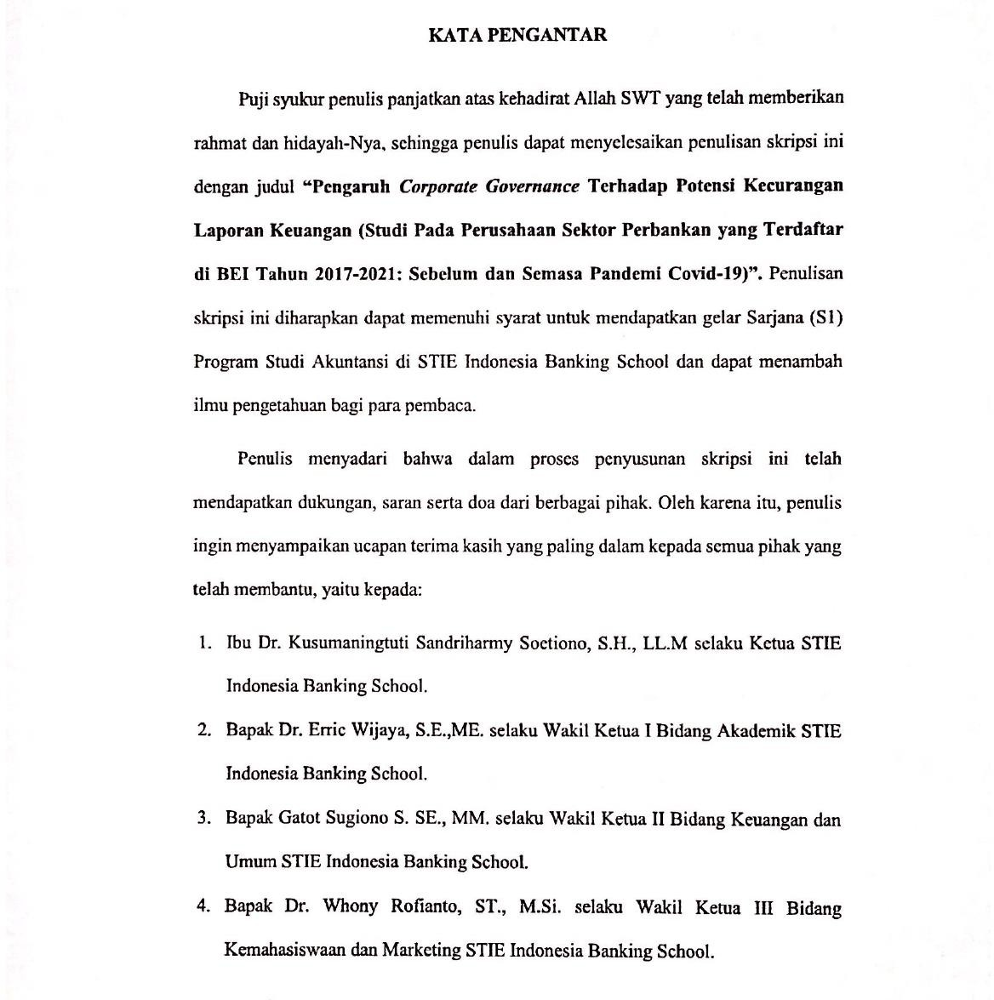 KATA PENGANTAR
Puji syukur penulis panjatkan atas kehadirat Allah SWT yang telah memberikan
rahmat dan hidayah-Nya, sehingga penulis dapat menyelesaikan penulisan skripsi ini
dengan judul “Pengaruh Corporate Governance Terhadap Potensi Kecurangan
Laporan Keuangan (Studi Pada Perusahaan Sektor Perbankan yang Terdaftar
di BEI Tahun 2017-2021: Sebelum dan Semasa Pandemi Covid-19)”. Penulisan
skripsi ini diharapkan dapat memenuhi syarat untuk mendapatkan gelar Sarjana (S1)
Program Studi Akuntansi di STIE Indonesia Banking School dan dapat menambah
ilmu pengetahuan bagi para pembaca.
Penulis menyadari bahwa dalam proses penyusunan skripsi ini telah
mendapatkan dukungan, saran serta doa dari berbagai pihak. Oleh karena itu, penulis
ingin menyampaikan ucapan terima kasih yang paling dalam kepada semua pihak yang
telah membantu, yaitu kepada:
1. Ibu Dr. Kusumaningtuti Sandriharmy Soetiono, S.H., LL.M selaku Ketua STIE
Indonesia Banking School.
2. Bapak Dr. Erric Wijaya, S.E.,ME. selaku Wakil Ketua I Bidang Akademik STIE
Indonesia Banking School.
3. Bapak Gatot Sugiono S. SE., MM. selaku Wakil Ketua II Bidang Keuangan dan
Umum STIE Indonesia Banking School.
4. Bapak Dr. Whony Rofianto, ST., M.Si. selaku Wakil Ketua III Bidang
Kemahasiswaan dan Marketing STIE Indonesia Banking School.